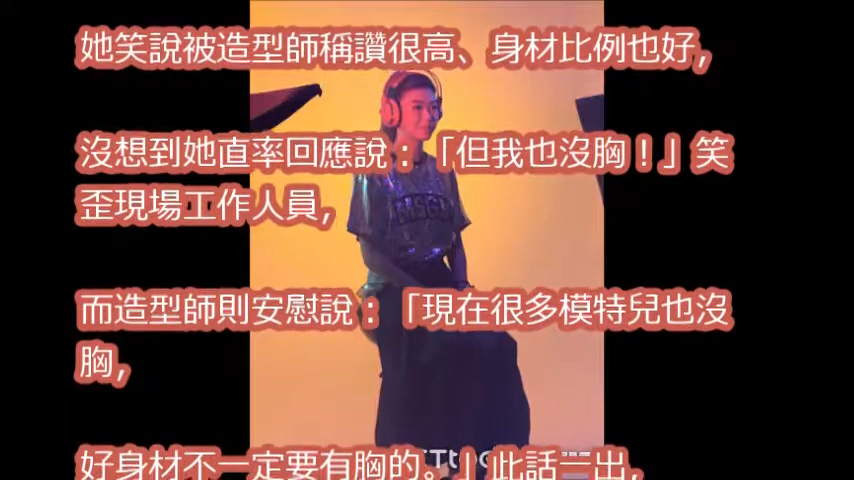 她笑說被造型師稱讚很高、身材比例也好,
沒想到她直率回應說：「但我也沒胸！」笑
歪現場工作人員,
而造型師則安慰說：「現在很多模特兒也沒
胸,
好身材不一定要有胸的。」此話一出,